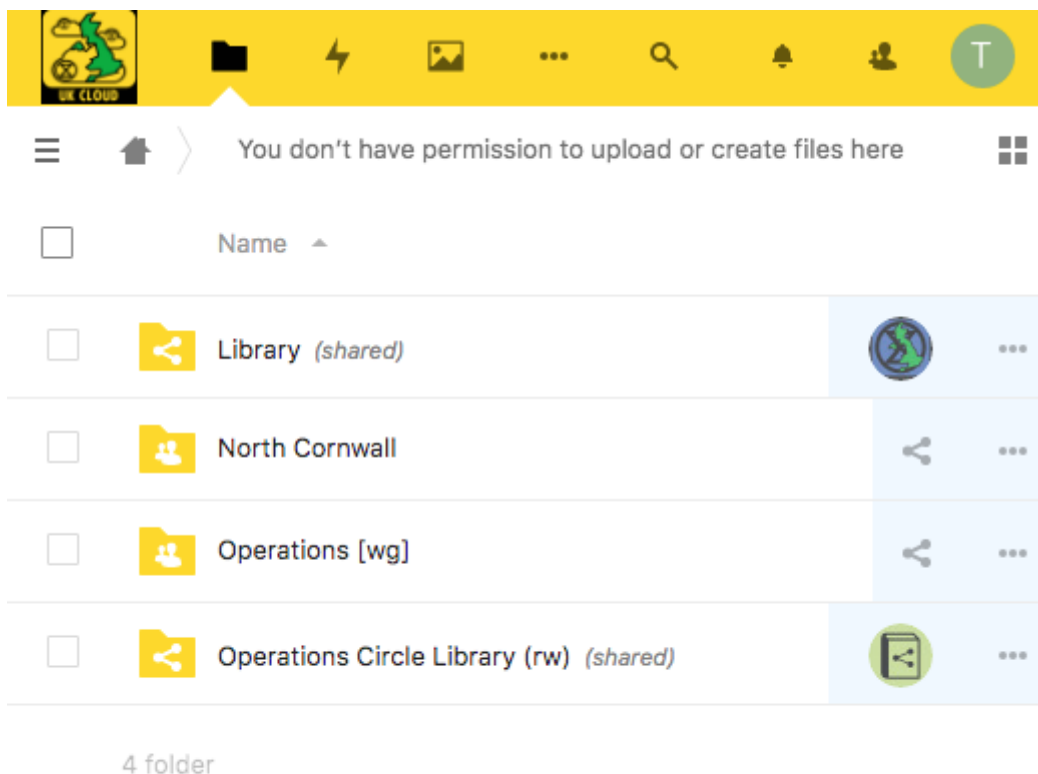 UK CLOUD
T
You don't have permission to upload or create files here
Name
Library (shared)
North Cornwall
Operations [wg]
Operations Circle Library (rw) (shared)
4 folder